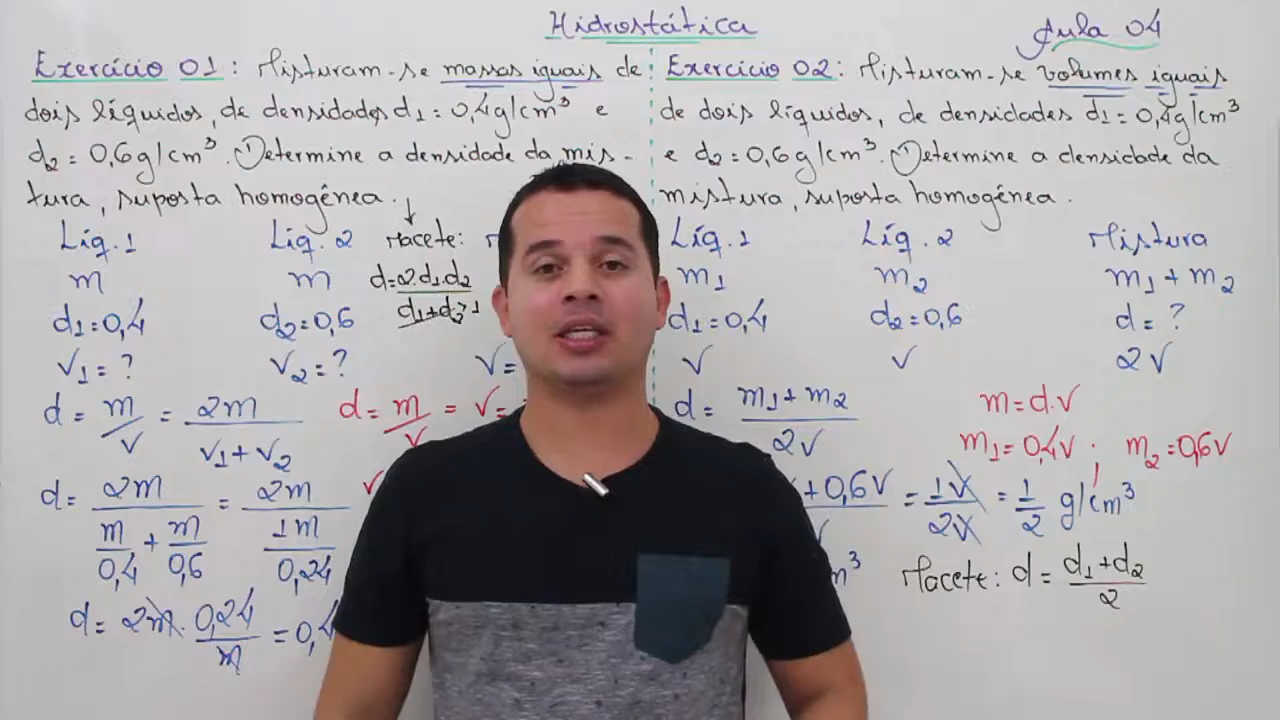 Hidrostática
Aula 04
Exercício 01: Misturam-se massas iguais de
dois líquidos, de densidades d1 = 0,4g/cm³ e
d2 = 0,6g/cm³. Determine a densidade da mis-
tura, suposta homogênea.
Líq. 1 Líq. 2 Macete:
m m d=2.d1.d2
d1+d2
d1=0,4 d2=0,6
V1=? V2=? V=
d= m/V = 2m/V1+V2 d= m/V = V=
d= 2m/m/0,4+m/0,6 = 2m/1m/0,24 V
d= 2m. 0,24/m = 0,4
Exercício 02: Misturam-se volumes iguais
de dois líquidos, de densidades d1=0,4g/cm³
e d2=0,6g/cm³. Determine a densidade da
mistura, suposta homogênea.
Líq. 1 Líq. 2 Mistura
m1 m2 m1+m2
d1=0,4 d2=0,6 d=?
V V 2V
d= m1+m2/2V m=d.V
m1=0,4V. m2=0,6V
+0,6V = 1V/2V = 1/2 g/cm³
m³ Macete: d= d1+d2/2